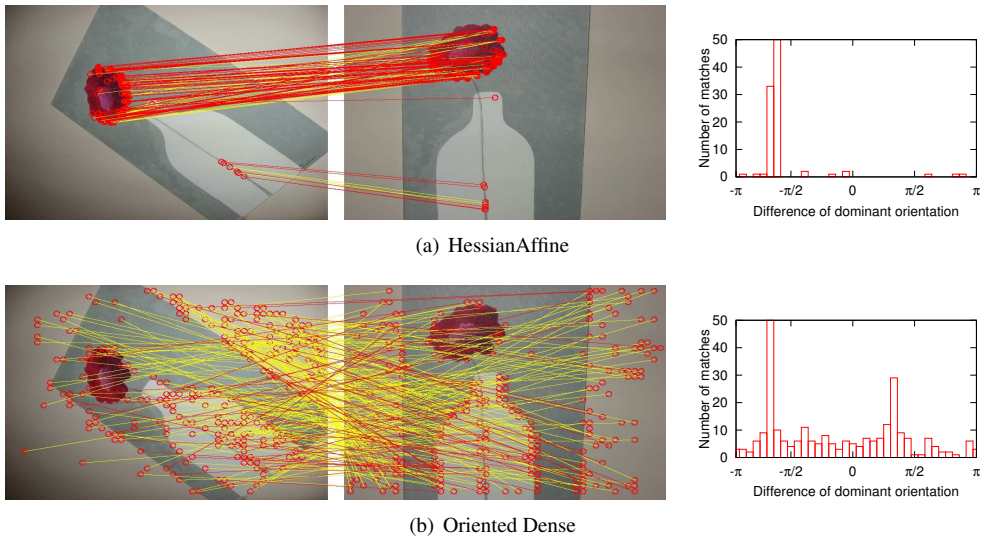 50
40
30
20
10
0
Number of matches
-π -π/2 0 π/2 π
Difference of dominant orientation
(a) HessianAffine
50
40
30
20
10
0
Number of matches
-π -π/2 0 π/2 π
Difference of dominant orientation
(b) Oriented Dense